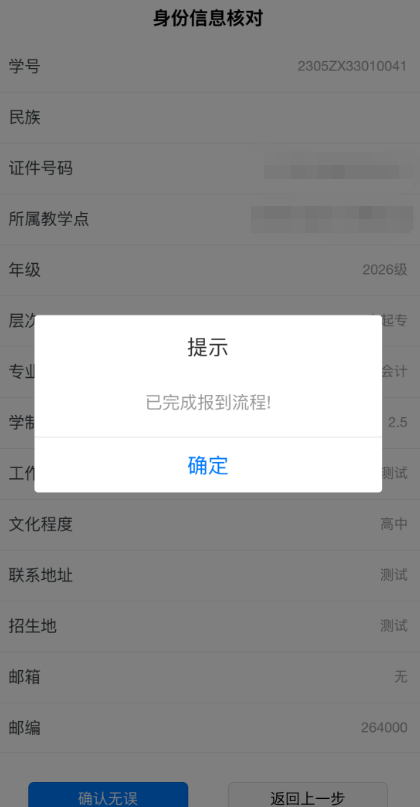 身份信息核对
学号 2305ZX33010041
民族
证件号码
所属教学点
年级 2026级
层次 起专
提示
专业 会计
已完成报到流程!
学制 2.5
确定
工作 测试
文化程度 高中
联系地址 测试
招生地 测试
邮箱 无
邮编 264000
确认无误 返回上一步